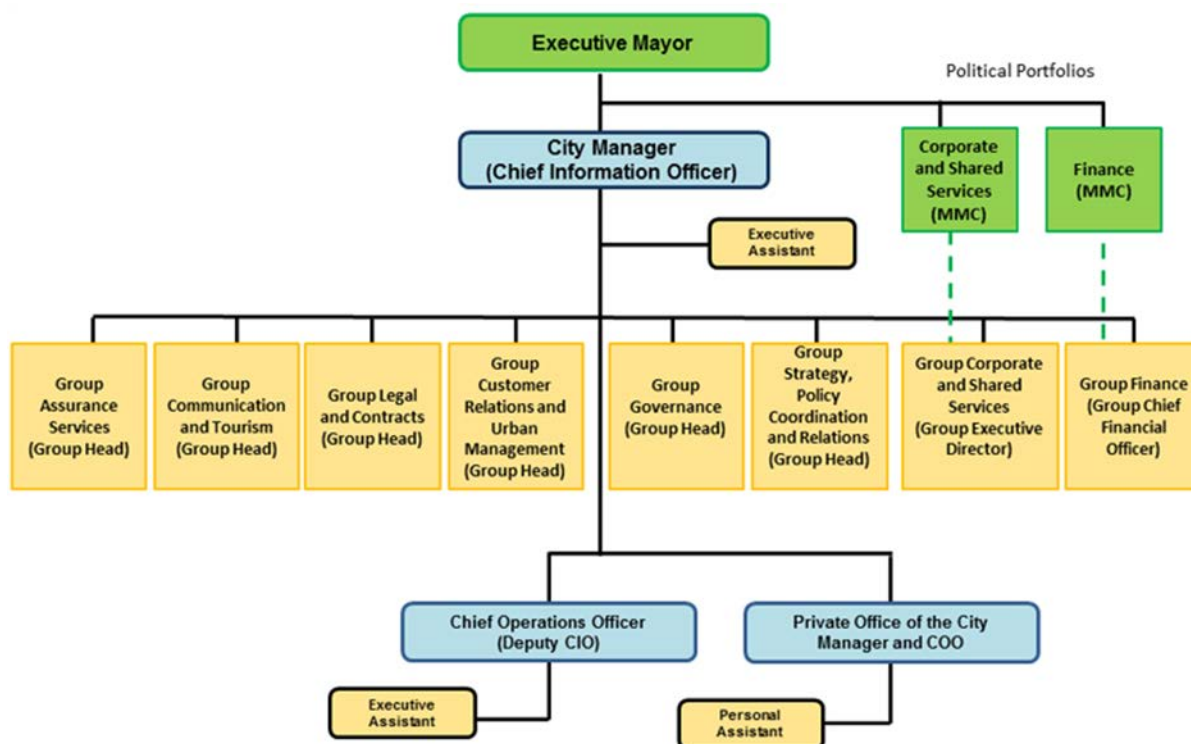 Executive Mayor
Political Portfolios
City Manager
(Chief Information Officer)
Corporate
and Shared
Services
(MMC)
Finance
(MMC)
Executive
Assistant
Group
Assurance
Services
(Group Head)
Group
Communication
and Tourism
(Group Head)
Group Legal
and Contracts
(Group Head)
Group
Customer
Relations and
Urban
Management
(Group Head)
Group
Governance
(Group Head)
Group
Strategy,
Policy
Coordination
and Relations
(Group Head)
Group Corporate
and Shared
Services
(Group Executive
Director)
Group Finance
(Group Chief
Financial
Officer)
Chief Operations Officer
(Deputy CIO)
Private Office of the City
Manager and COO
Executive
Assistant
Personal
Assistant